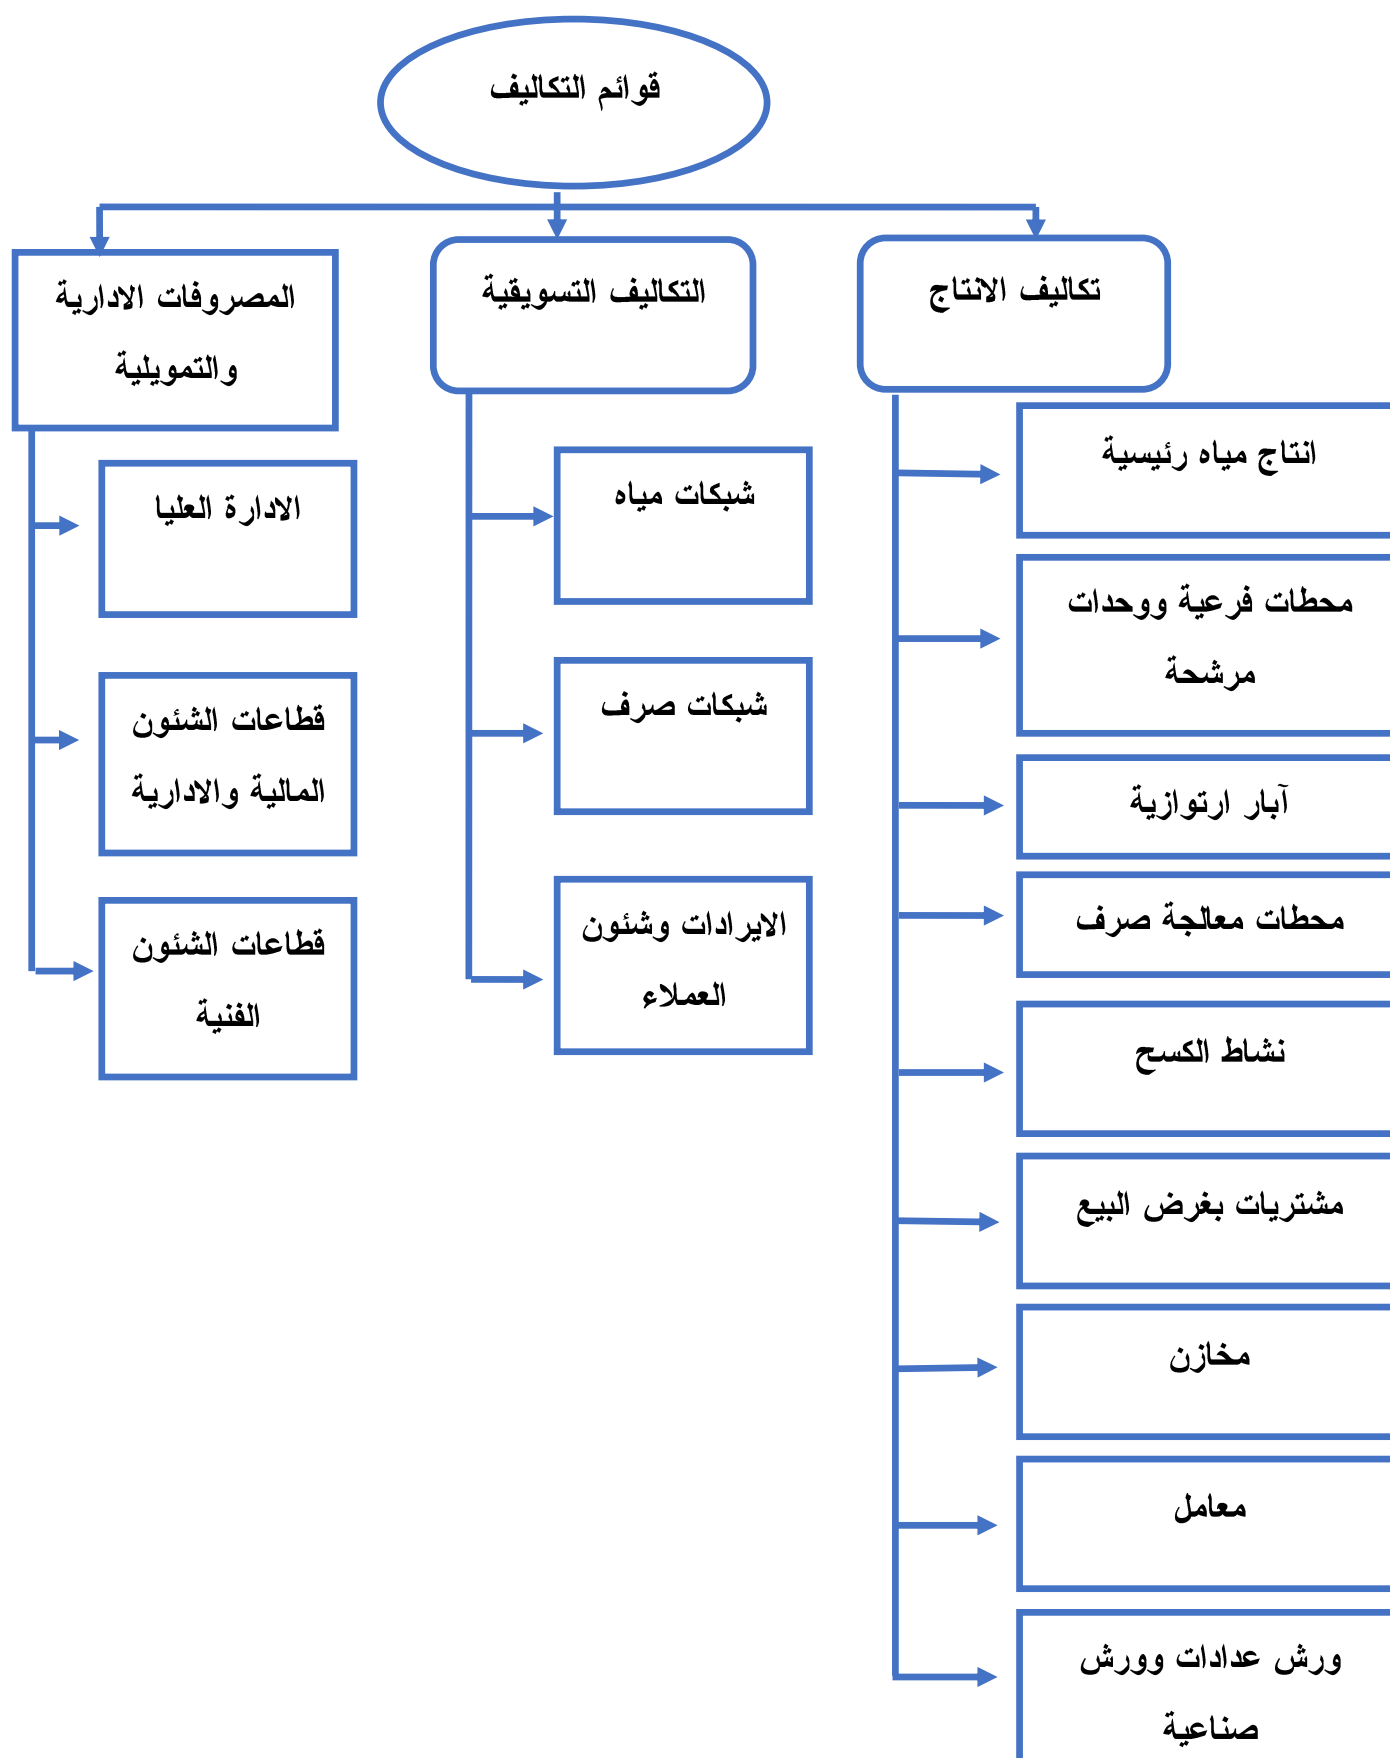 قوائم التكاليف
تكاليف الانتاج
انتاج مياه رئيسية
محطات فرعية ووحدات
مرشحة
آبار ارتوازية
محطات معالجة صرف
نشاط الكسح
مشتريات بغرض البيع
مخازن
معامل
ورش عدادات وورش
صناعية
التكاليف التسويقية
شبكات مياه
شبكات صرف
الايرادات وشئون
العملاء
المصروفات الادارية
والتمويلية
الادارة العليا
قطاعات الشئون
المالية والادارية
قطاعات الشئون
الفنية